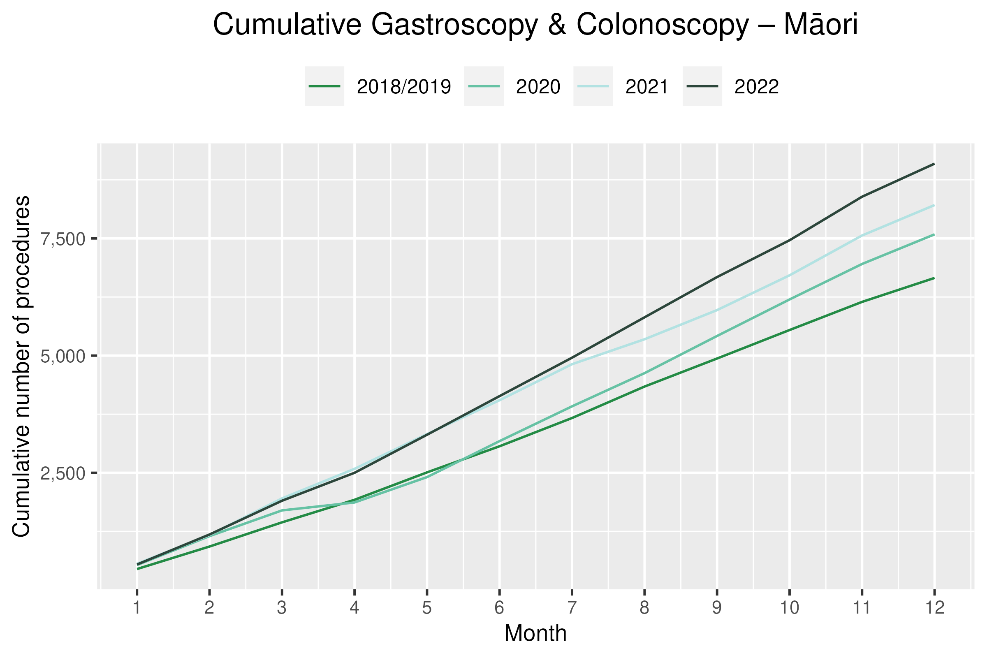 Cumulative Gastroscopy & Colonoscopy – Māori
2018/2019 2020 2021 2022
Cumulative number of procedures
7,500
5,000
2,500
1 2 3 4 5 6 7 8 9 10 11 12
Month